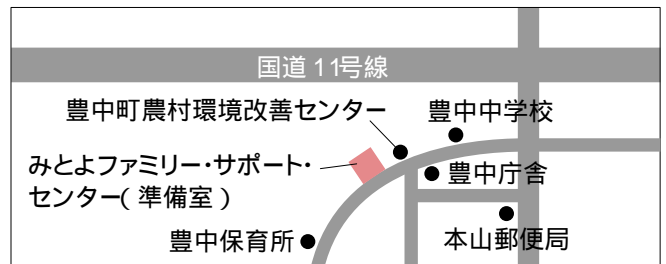 国道11号線
豊中町農村環境改善センター
豊中中学校
みとよファミリー・サポート・
センター(準備室)
豊中庁舎
豊中保育所
本山郵便局